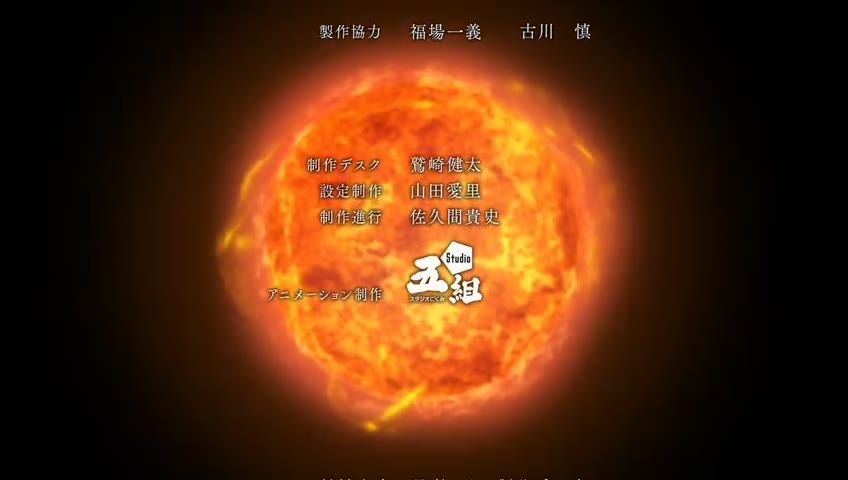 製作協力 福場一義 古川 慎
制作デスク 鷲崎健太
設定制作 山田愛里
制作進行 佐久間貴史
アニメーション制作 Studio 五組
スタジオごくみ